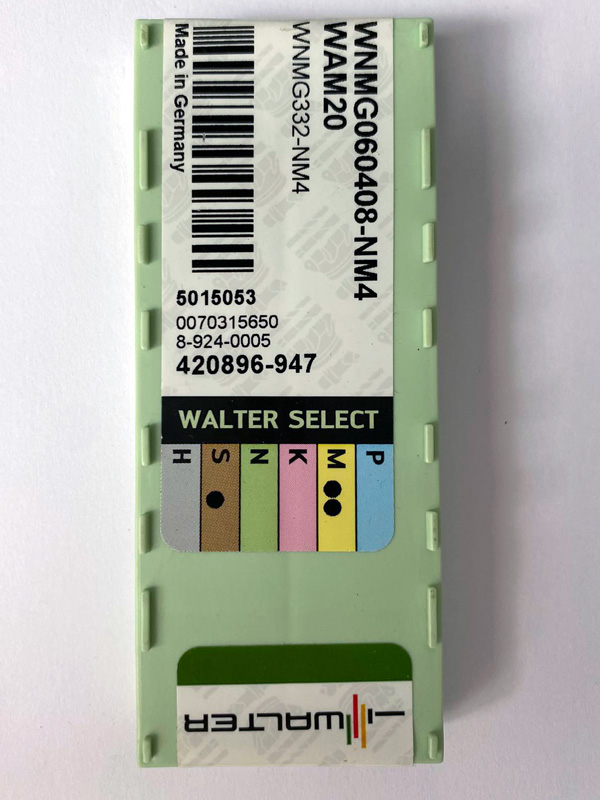 WNMG060408-NM4
WAM20
WNMG332-NM4
Made in Germany
5015053
0070315650
8-924-0005
420896-947
WALTER SELECT
P
M
K
N
S
H
WALTER